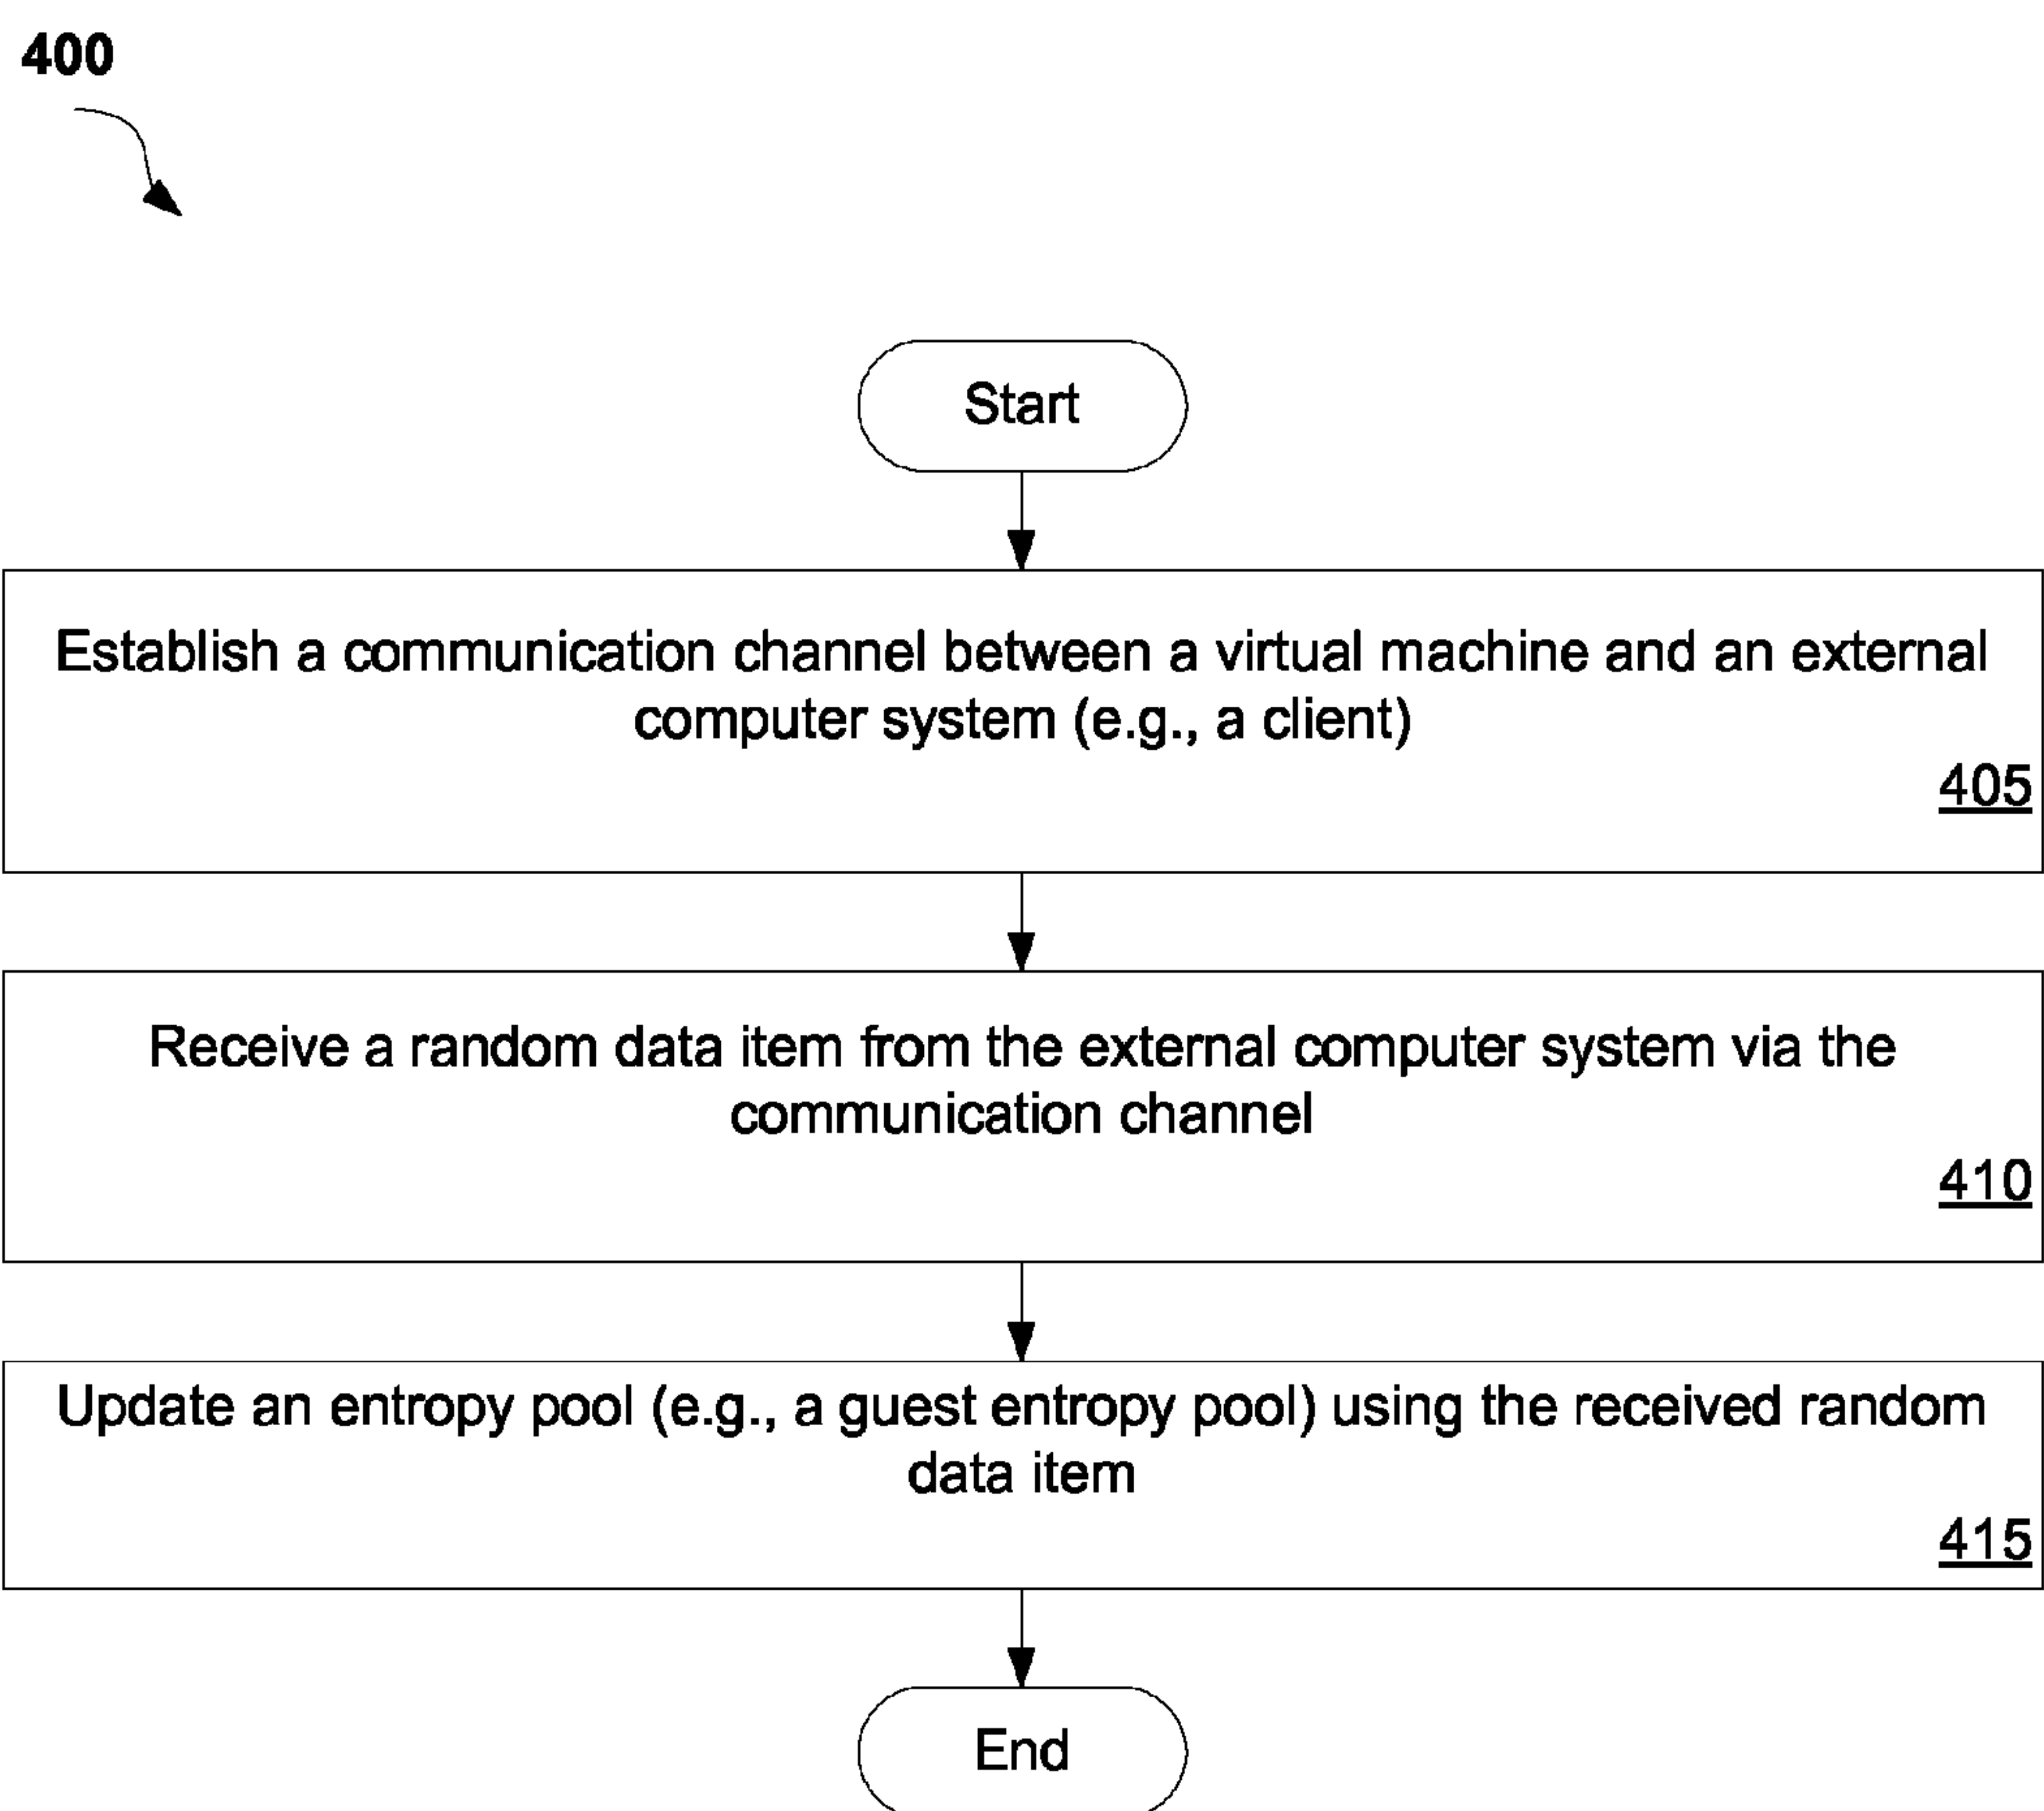 400
Start
Establish a communication channel between a virtual machine and an external
computer system (e.g., a client)
405
Receive a random data item from the external computer system via the
communication channel
410
Update an entropy pool (e.g., a guest entropy pool) using the received random
data item
415
End